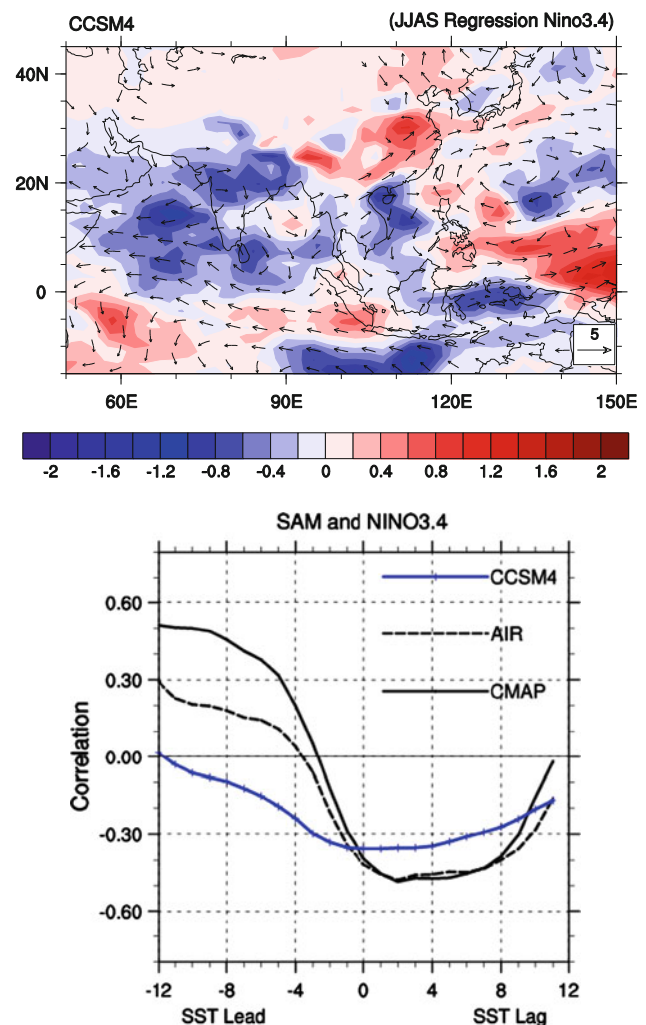 CCSM4 (JJAS Regression Nino3.4)
40N
20N
0
5
60E 90E 120E 150E
-2 -1.6 -1.2 -0.8 -0.4 0 0.4 0.8 1.2 1.6 2
SAM and NINO3.4
CCSM4
AIR
CMAP
0.60
0.30
0.00
-0.30
-0.60
Correlation
-12 -8 -4 0 4 8 12
SST Lead SST Lag